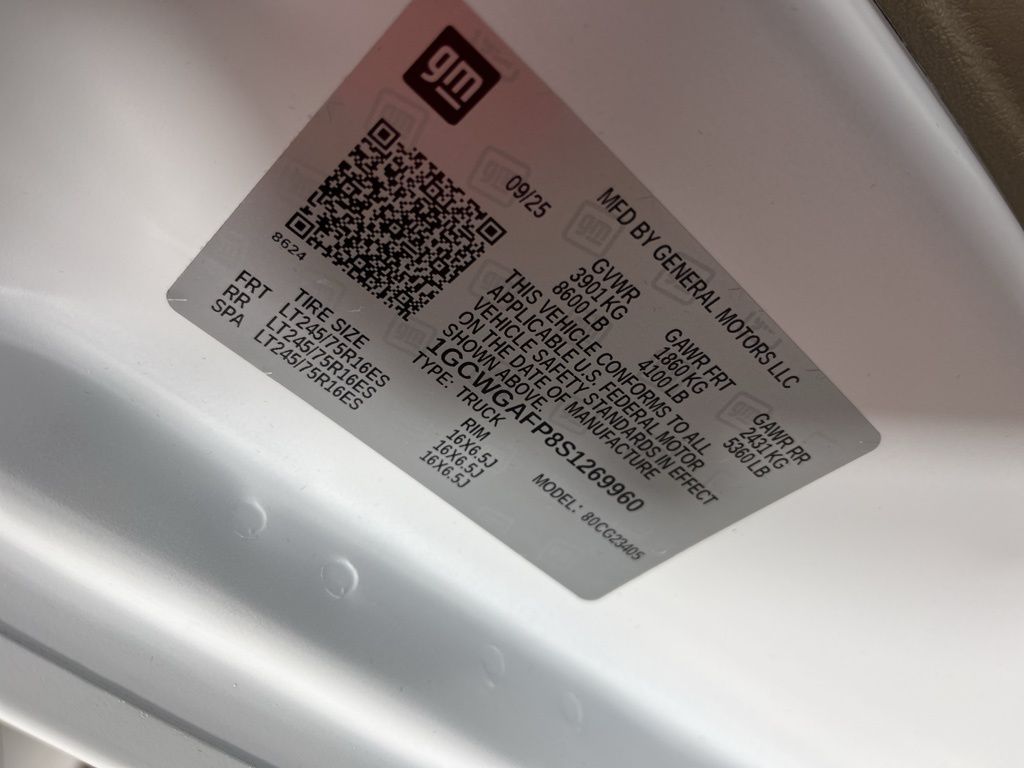 gm
09/25
MFD BY GENERAL MOTORS LLC
GVWR
3901 KG
8600 LB
GAWR FRT
1860 KG
4100 LB
GAWR RR
2431 KG
5360 LB
THIS VEHICLE CONFORMS TO ALL
APPLICABLE U.S. FEDERAL MOTOR
VEHICLE SAFETY STANDARDS IN EFFECT
ON THE DATE OF MANUFACTURE
SHOWN ABOVE.
1GCWGAFP8S1269960
TYPE: TRUCK
MODEL: 80CG23405
8624
TIRE SIZE RIM
FRT LT245/75R16ES 16X6.5J
RR LT245/75R16ES 16X6.5J
SPA LT245/75R16ES 16X6.5J